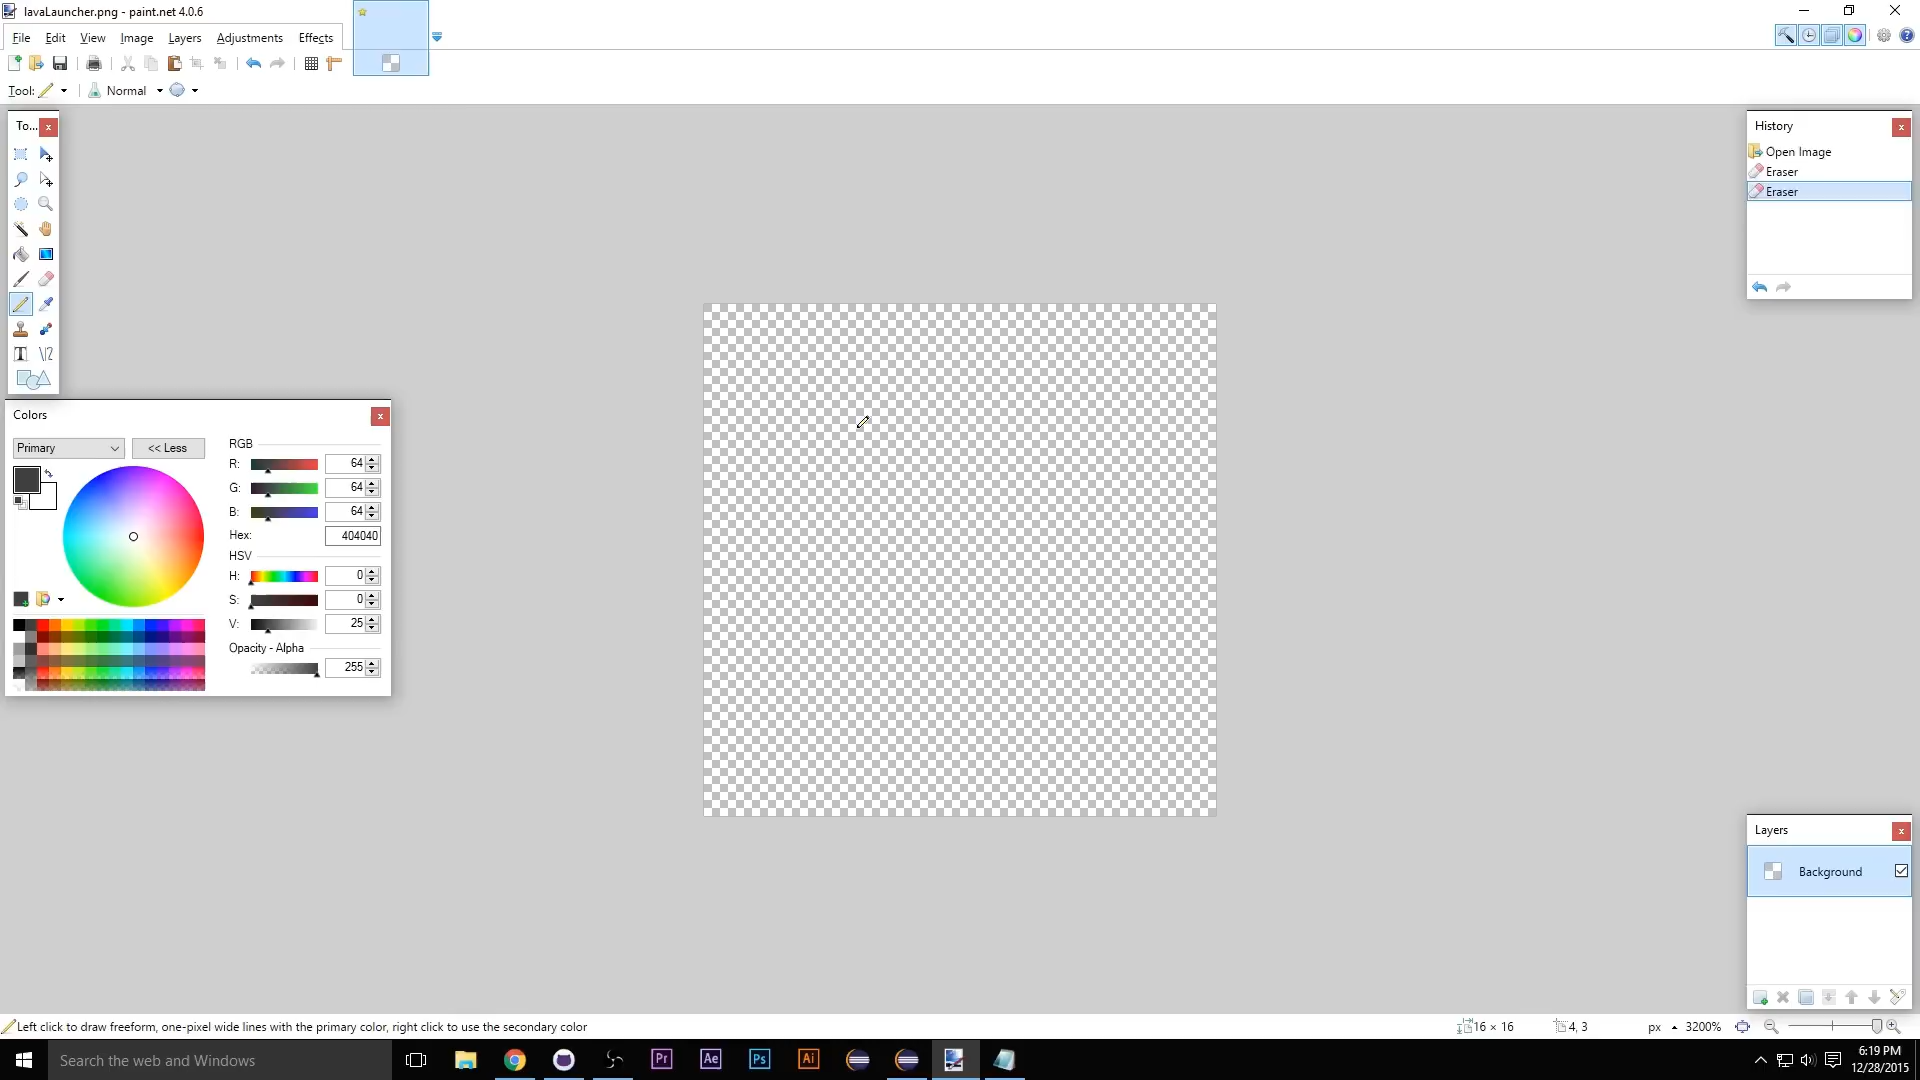 lavaLauncher.png - paint.net 4.0.6
File Edit View Image Layers Adjustments Effects
Tool: Normal
To...
History
Open Image
Eraser
Eraser
Colors
Primary
<< Less
RGB
R: 64
G: 64
B: 64
Hex: 404040
HSV
H: 0
S: 0
V: 25
Opacity - Alpha
255
Layers
Background
Left click to draw freeform, one-pixel wide lines with the primary color, right click to use the secondary color
16 × 16
4, 3
px
3200%
Search the web and Windows
Pr
Ae
Ps
Ai
6:19 PM
12/28/2015